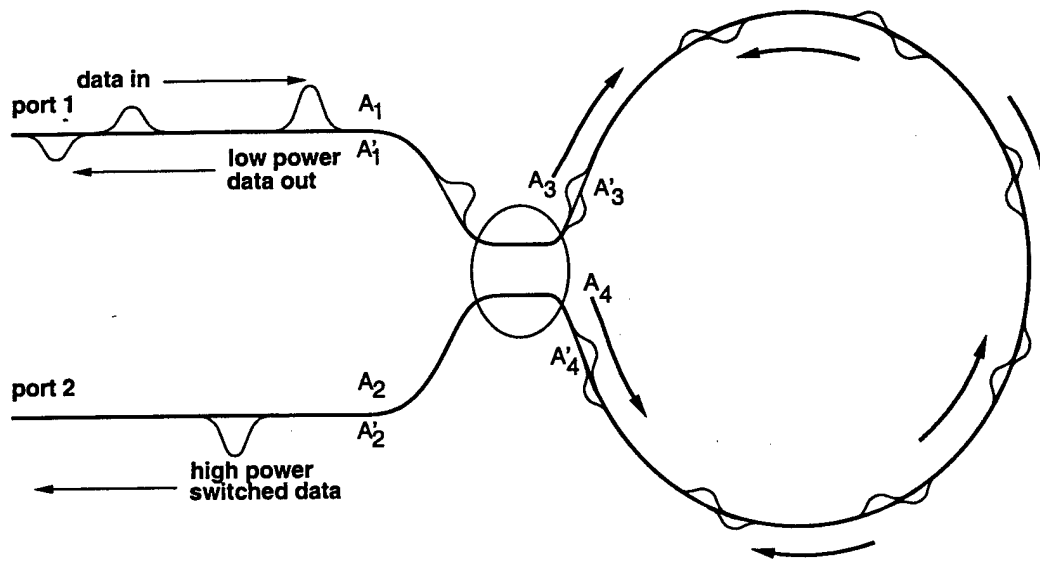 data in
port 1
A1
A'1
low power
data out
A3
A'3
A4
A'4
port 2
A2
A'2
high power
switched data